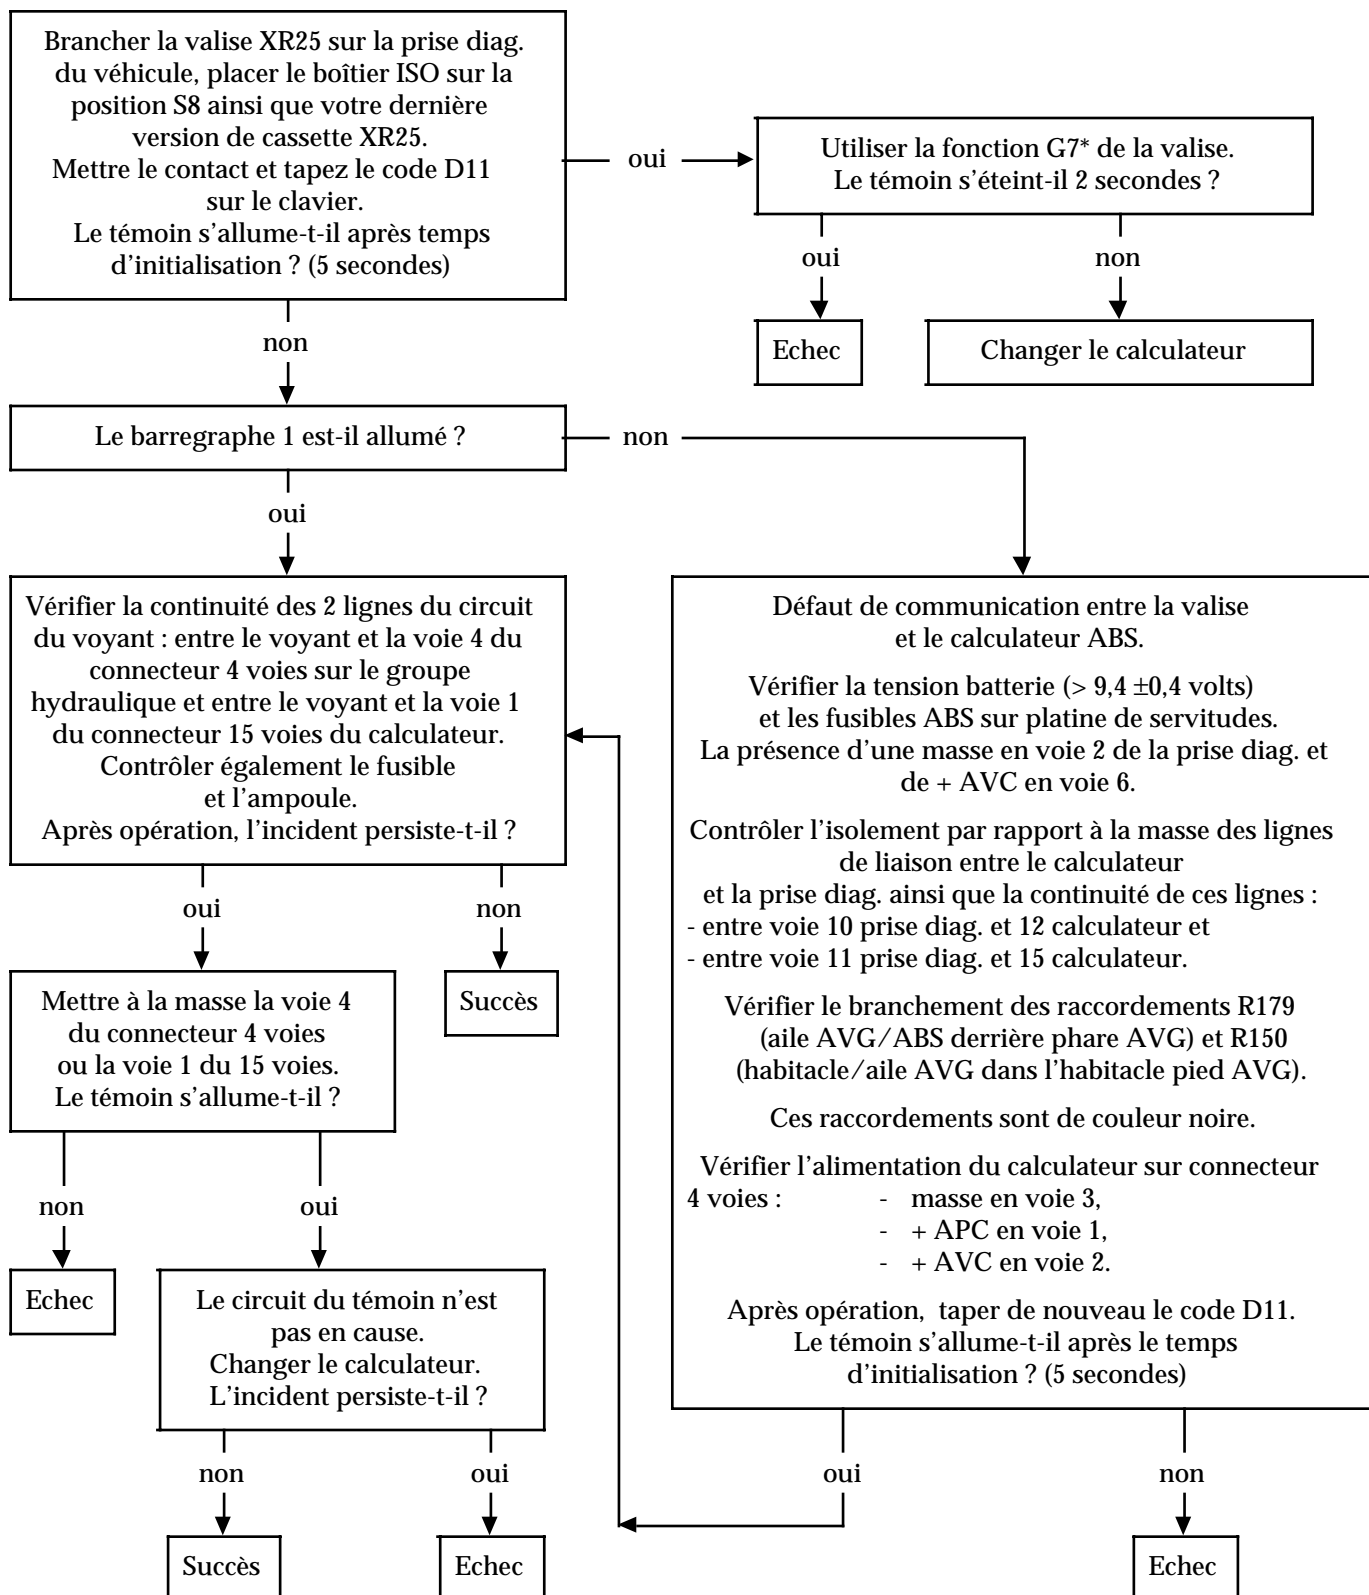 Brancher la valise XR25 sur la prise diag.
du véhicule, placer le boîtier ISO sur la
position S8 ainsi que votre dernière
version de cassette XR25.
Mettre le contact et tapez le code D11
sur le clavier.
Le témoin s'allume-t-il après temps
d'initialisation ? (5 secondes)
oui
Utiliser la fonction G7* de la valise.
Le témoin s'éteint-il 2 secondes ?
oui
non
Echec
Changer le calculateur
non
Le barregraphe 1 est-il allumé ?
non
oui
Vérifier la continuité des 2 lignes du circuit
du voyant : entre le voyant et la voie 4 du
connecteur 4 voies sur le groupe
hydraulique et entre le voyant et la voie 1
du connecteur 15 voies du calculateur.
Contrôler également le fusible
et l'ampoule.
Après opération, l'incident persiste-t-il ?
oui
non
Mettre à la masse la voie 4
du connecteur 4 voies
ou la voie 1 du 15 voies.
Le témoin s'allume-t-il ?
Succès
non
oui
Echec
Le circuit du témoin n'est
pas en cause.
Changer le calculateur.
L'incident persiste-t-il ?
non
oui
Succès
Echec
Défaut de communication entre la valise
et le calculateur ABS.
Vérifier la tension batterie (> 9,4 ±0,4 volts)
et les fusibles ABS sur platine de servitudes.
La présence d'une masse en voie 2 de la prise diag. et
de + AVC en voie 6.
Contrôler l'isolement par rapport à la masse des lignes
de liaison entre le calculateur
et la prise diag. ainsi que la continuité de ces lignes :
- entre voie 10 prise diag. et 12 calculateur et
- entre voie 11 prise diag. et 15 calculateur.
Vérifier le branchement des raccordements R179
(aile AVG/ABS derrière phare AVG) et R150
(habitacle/aile AVG dans l'habitacle pied AVG).
Ces raccordements sont de couleur noire.
Vérifier l'alimentation du calculateur sur connecteur
4 voies : - masse en voie 3,
- + APC en voie 1,
- + AVC en voie 2.
Après opération, taper de nouveau le code D11.
Le témoin s'allume-t-il après le temps
d'initialisation ? (5 secondes)
oui
non
Echec